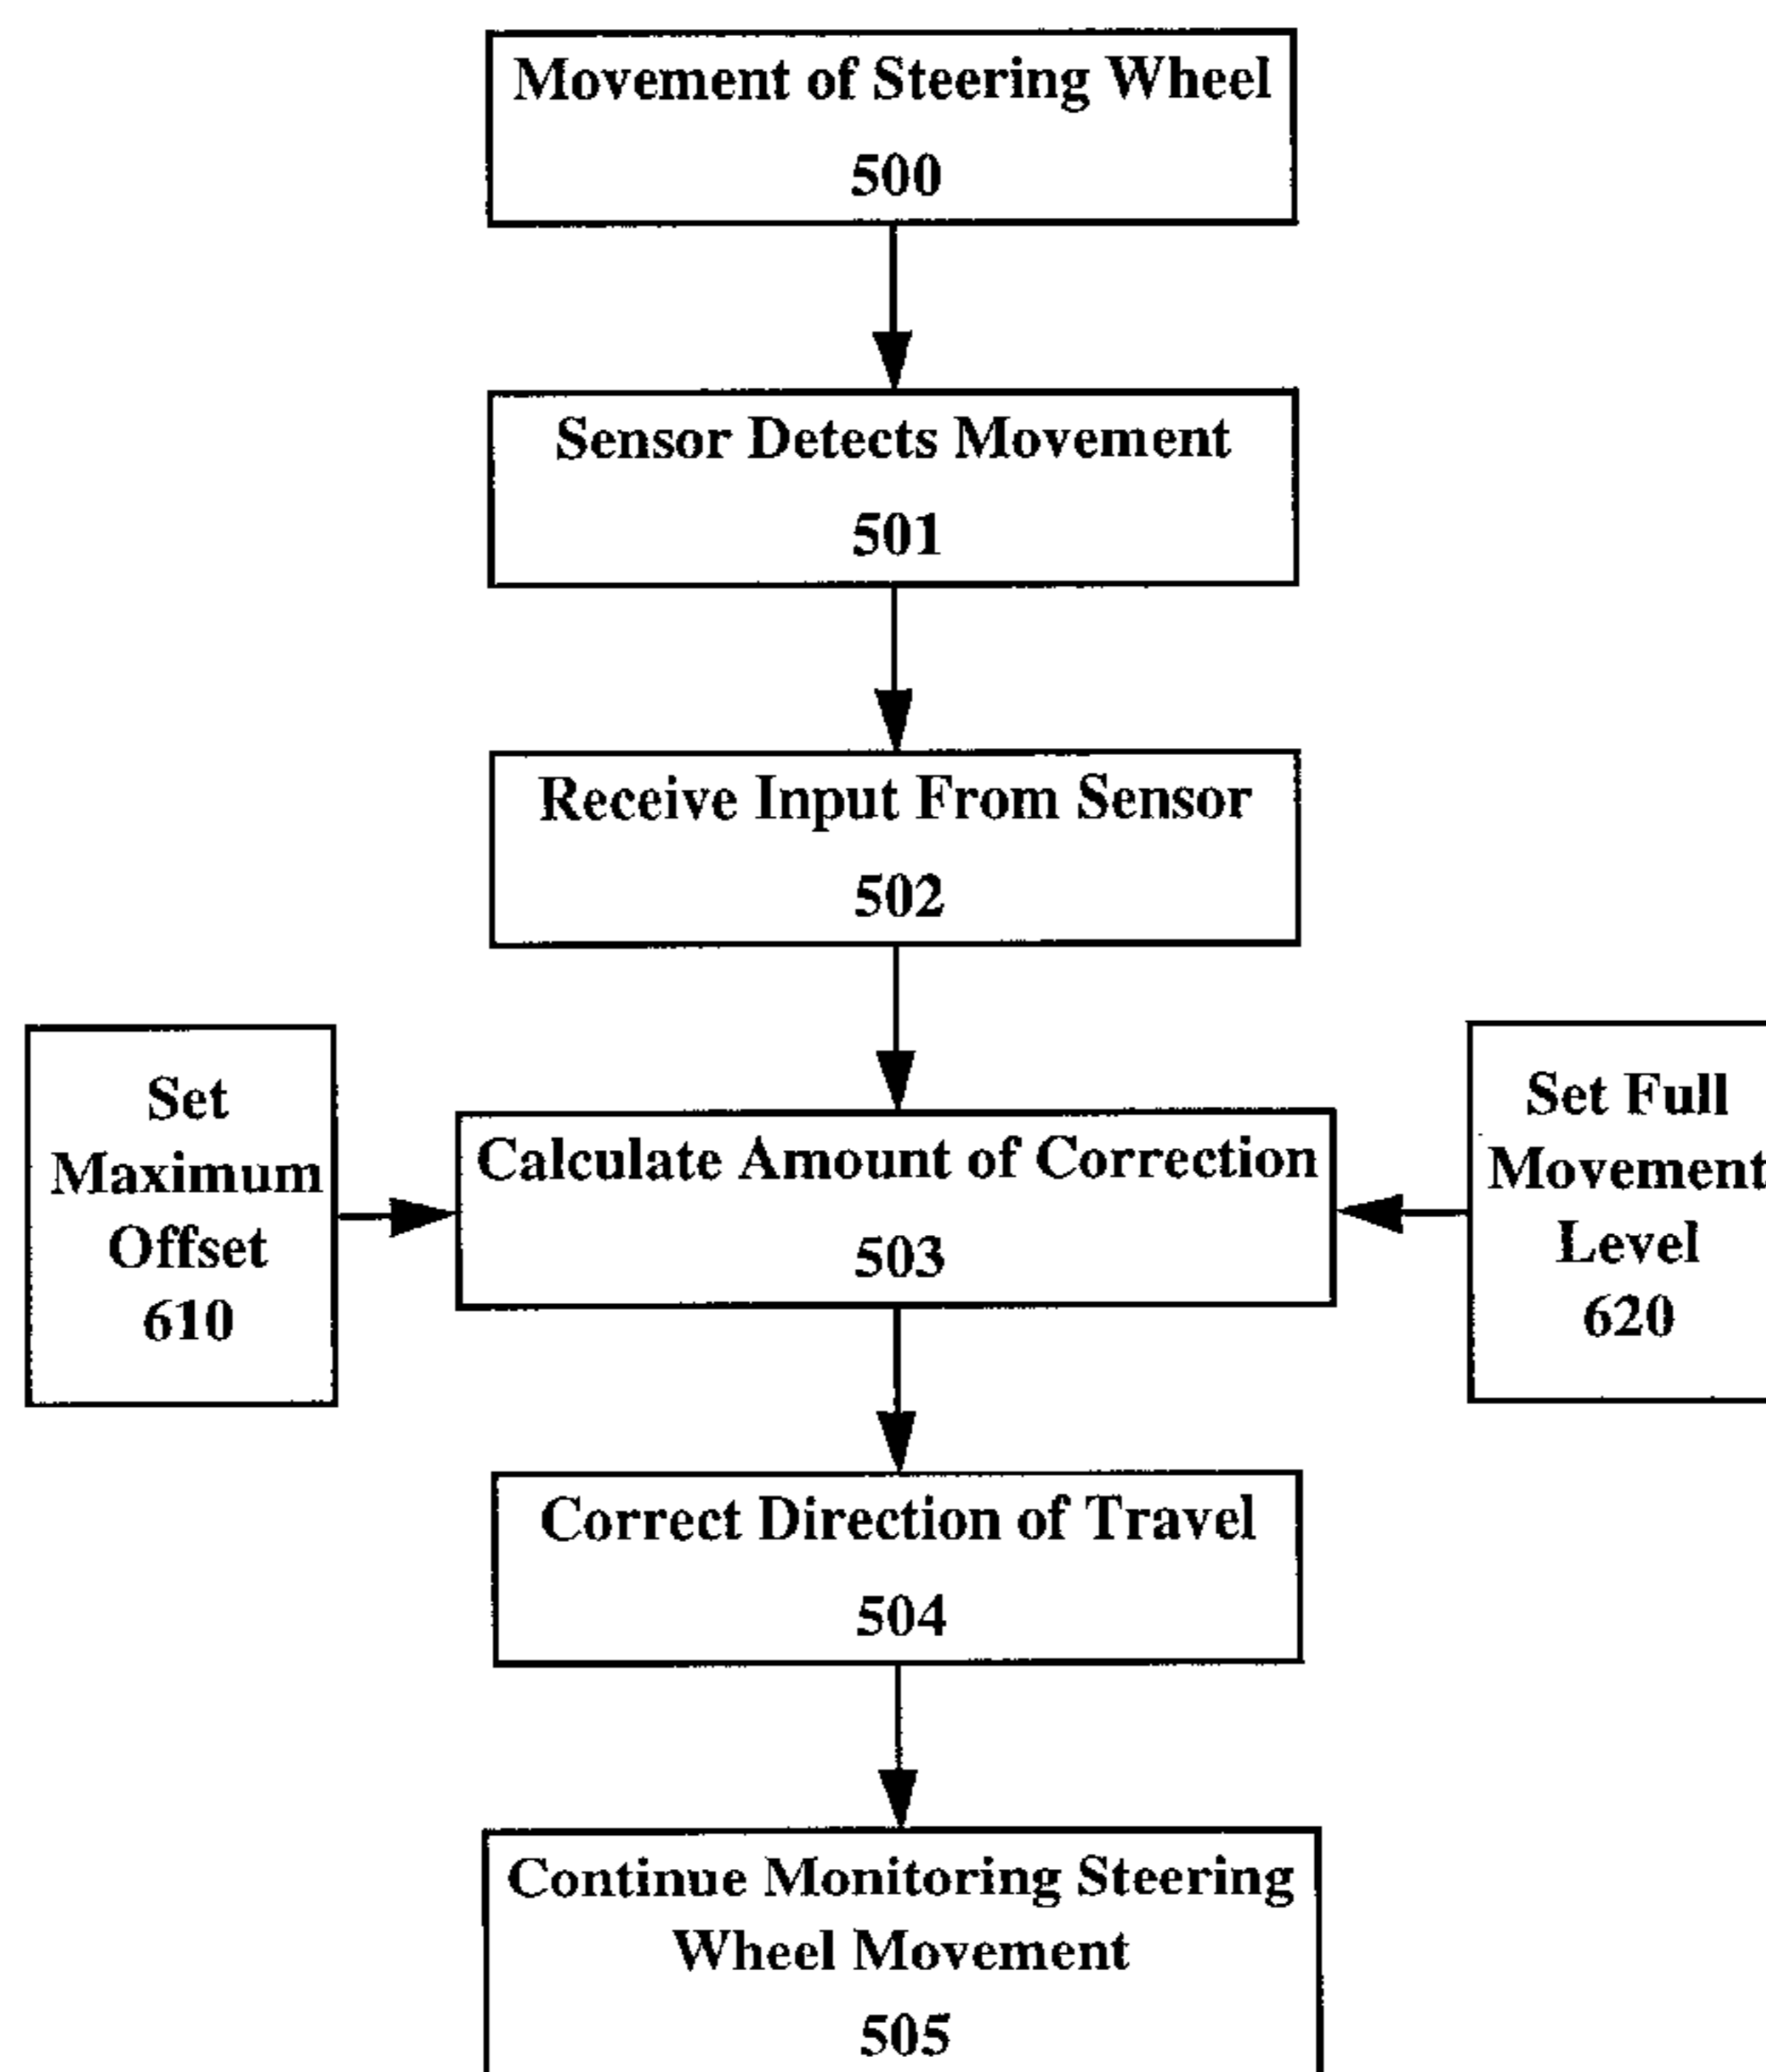 Movement of Steering Wheel
500
Sensor Detects Movement
501
Receive Input From Sensor
502
Set
Maximum
Offset
610
Calculate Amount of Correction
503
Set Full
Movement
Level
620
Correct Direction of Travel
504
Continue Monitoring Steering
Wheel Movement
505